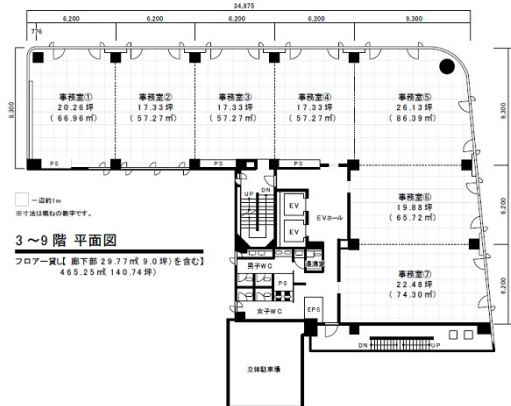 34,875
6,200
6,200
6,200
6,200
9,300
776
9,300
9,300
6,200
6,200
事務室①
20.26坪
(66.96㎡)
事務室②
17.33坪
(57.27㎡)
事務室③
17.33坪
(57.27㎡)
事務室④
17.33坪
(57.27㎡)
事務室⑤
26.13坪
(86.39㎡)
PS
PS
PS
UP
DN
EV
EV
EVホール
事務室⑥
19.88坪
(65.72㎡)
一辺約1m
※寸法は概ねの数字です。
3～9階 平面図
フロアー貸し【廊下部 29.77㎡(9.0坪)を含む】
465.25㎡(140.74坪)
男子WC
湯沸室
PS
女子WC
EPS
事務室⑦
22.48坪
(74.30㎡)
DN
UP
立体駐車場